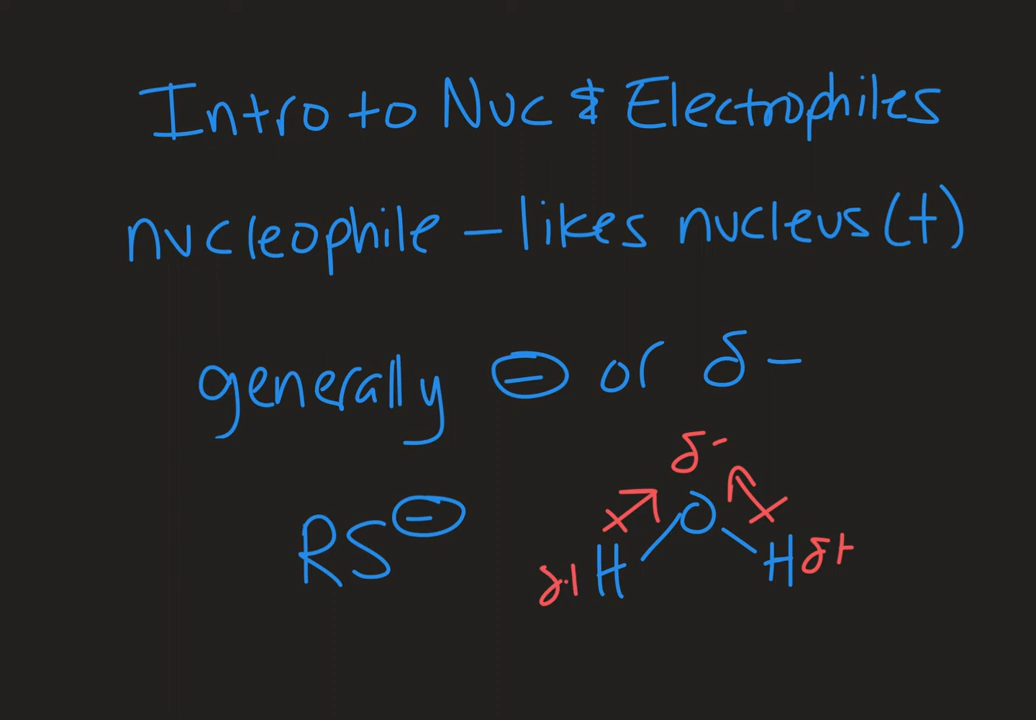 Intro to Nuc & Electrophiles
nucleophile – likes nucleus (+)
generally ⊖ or δ-
δ-
RS⊖ H O H
δ+ δ+